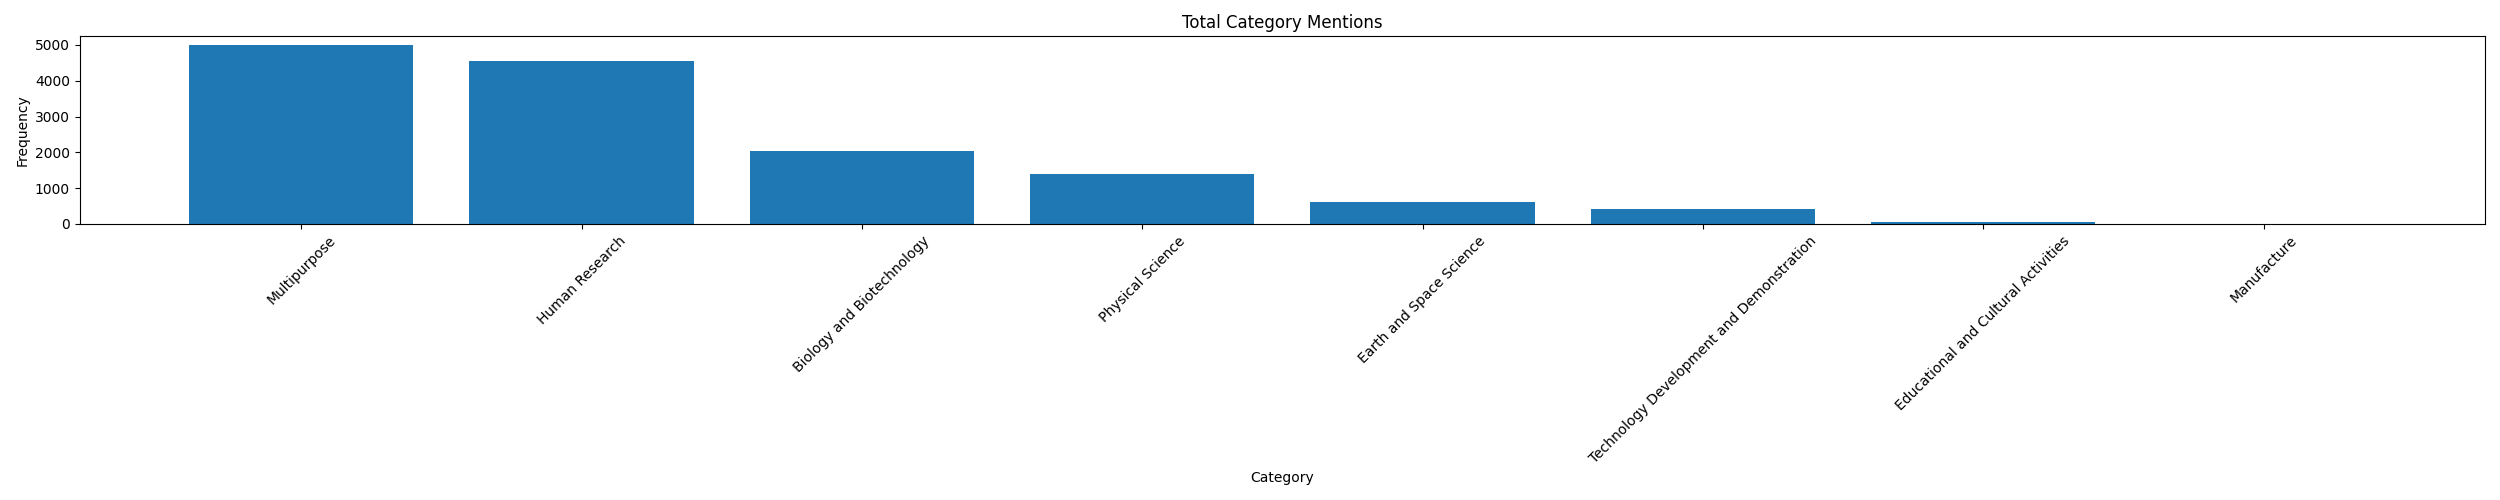 Total Category Mentions
Frequency
5000
4000
3000
2000
1000
0
Multipurpose
Human Research
Biology and Biotechnology
Physical Science
Earth and Space Science
Technology Development and Demonstration
Educational and Cultural Activities
Manufacture
Category